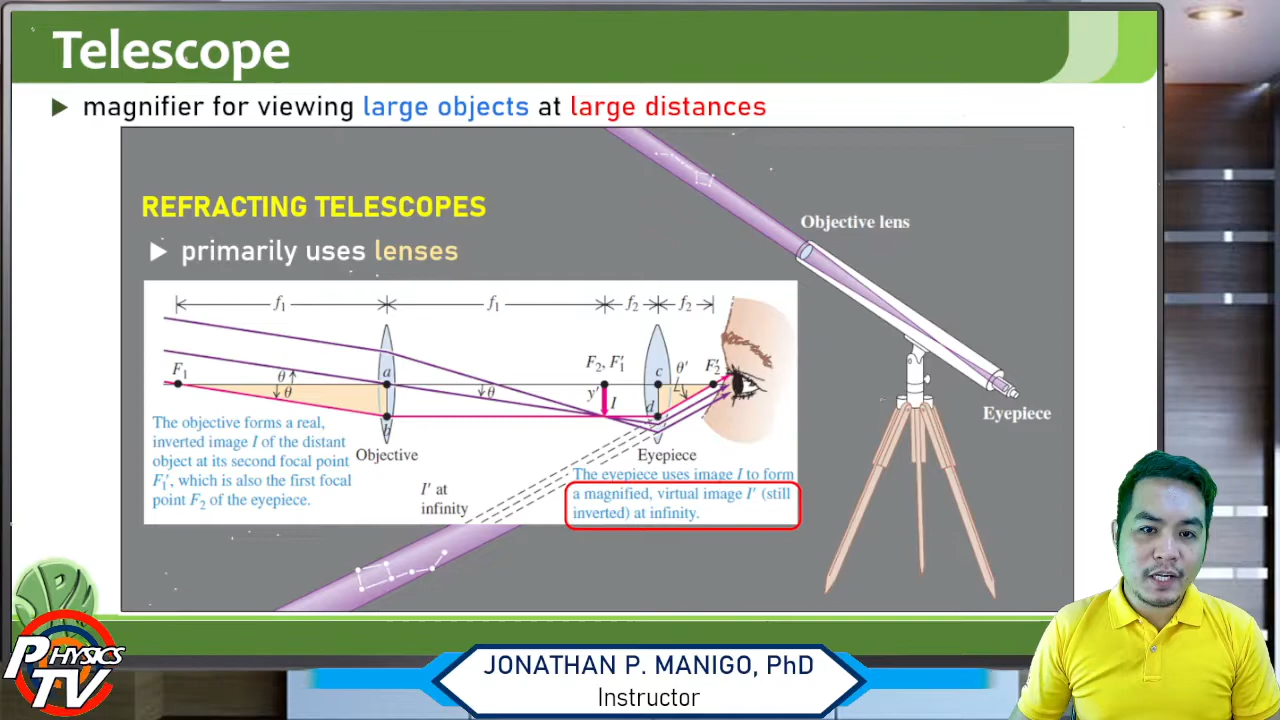 Telescope
magnifier for viewing large objects at large distances
REFRACTING TELESCOPES
primarily uses lenses
Objective lens
Eyepiece
f₁ f₁ f₂ f₂
F₁ θ θ a θ F₂, F₁′ c θ′ F₂′
y′ I d
b
The objective forms a real,
inverted image I of the distant
object at its second focal point
F₁′, which is also the first focal
point F₂ of the eyepiece.
Objective
I′ at
infinity
Eyepiece
The eyepiece uses image I to form
a magnified, virtual image I′ (still
inverted) at infinity.
PHYSICS
TV
JONATHAN P. MANIGO, PhD
Instructor